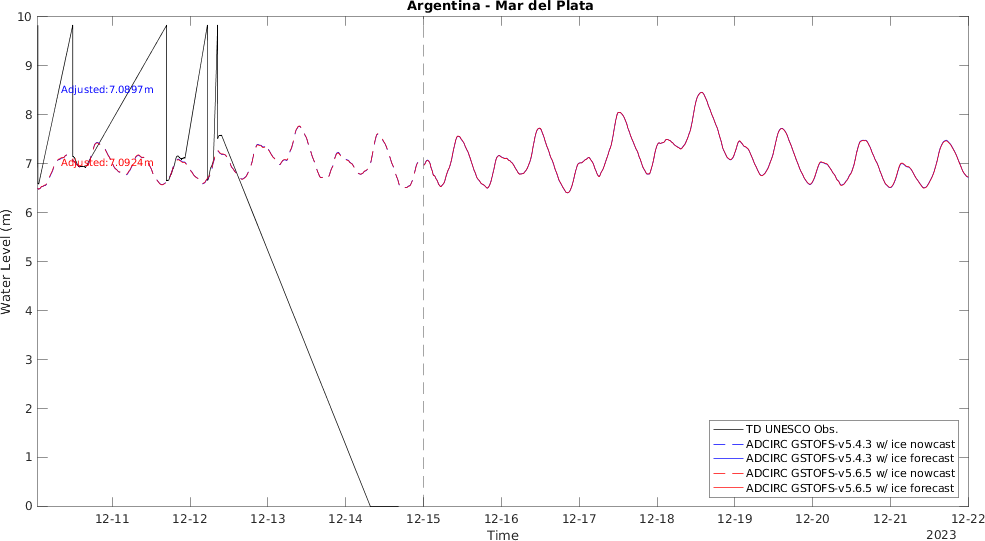 Argentina - Mar del Plata
10
9
8
7
6
5
4
3
2
1
0
Water Level (m)
Adjusted:7.0897m
Adjusted:7.0924m
TD UNESCO Obs.
ADCIRC GSTOFS-v5.4.3 w/ ice nowcast
ADCIRC GSTOFS-v5.4.3 w/ ice forecast
ADCIRC GSTOFS-v5.6.5 w/ ice nowcast
ADCIRC GSTOFS-v5.6.5 w/ ice forecast
12-11 12-12 12-13 12-14 12-15 12-16 12-17 12-18 12-19 12-20 12-21 12-22
Time
2023